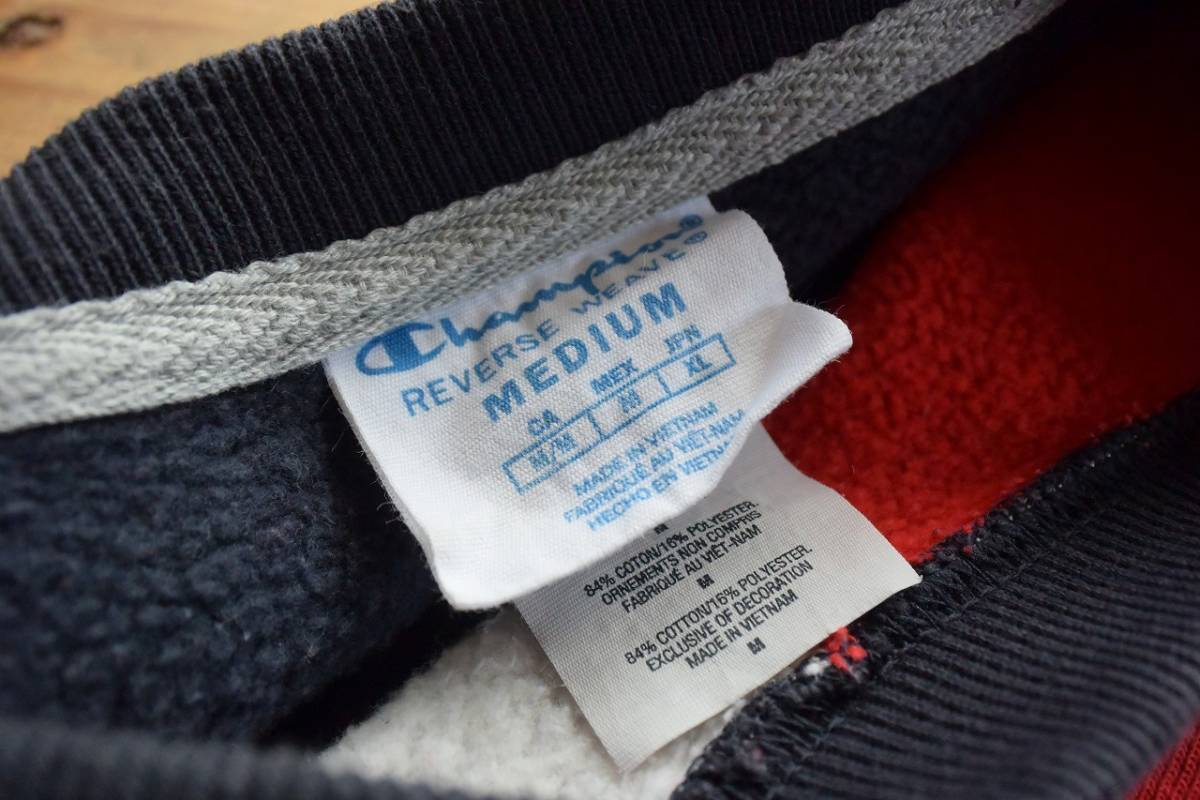 Champion®
REVERSE WEAVE®
MEDIUM
CA MEX JPN
M/M M XL
MADE IN VIETNAM
FABRIQUÉ AU VIÊT-NAM
HECHO EN VIETNAM
M
84% COTON/16% POLYESTER.
ORNEMENTS NON COMPRIS
FABRIQUÉ AU VIÊT-NAM
M
84% COTTON/16% POLYESTER.
EXCLUSIVE OF DECORATION
MADE IN VIETNAM
M